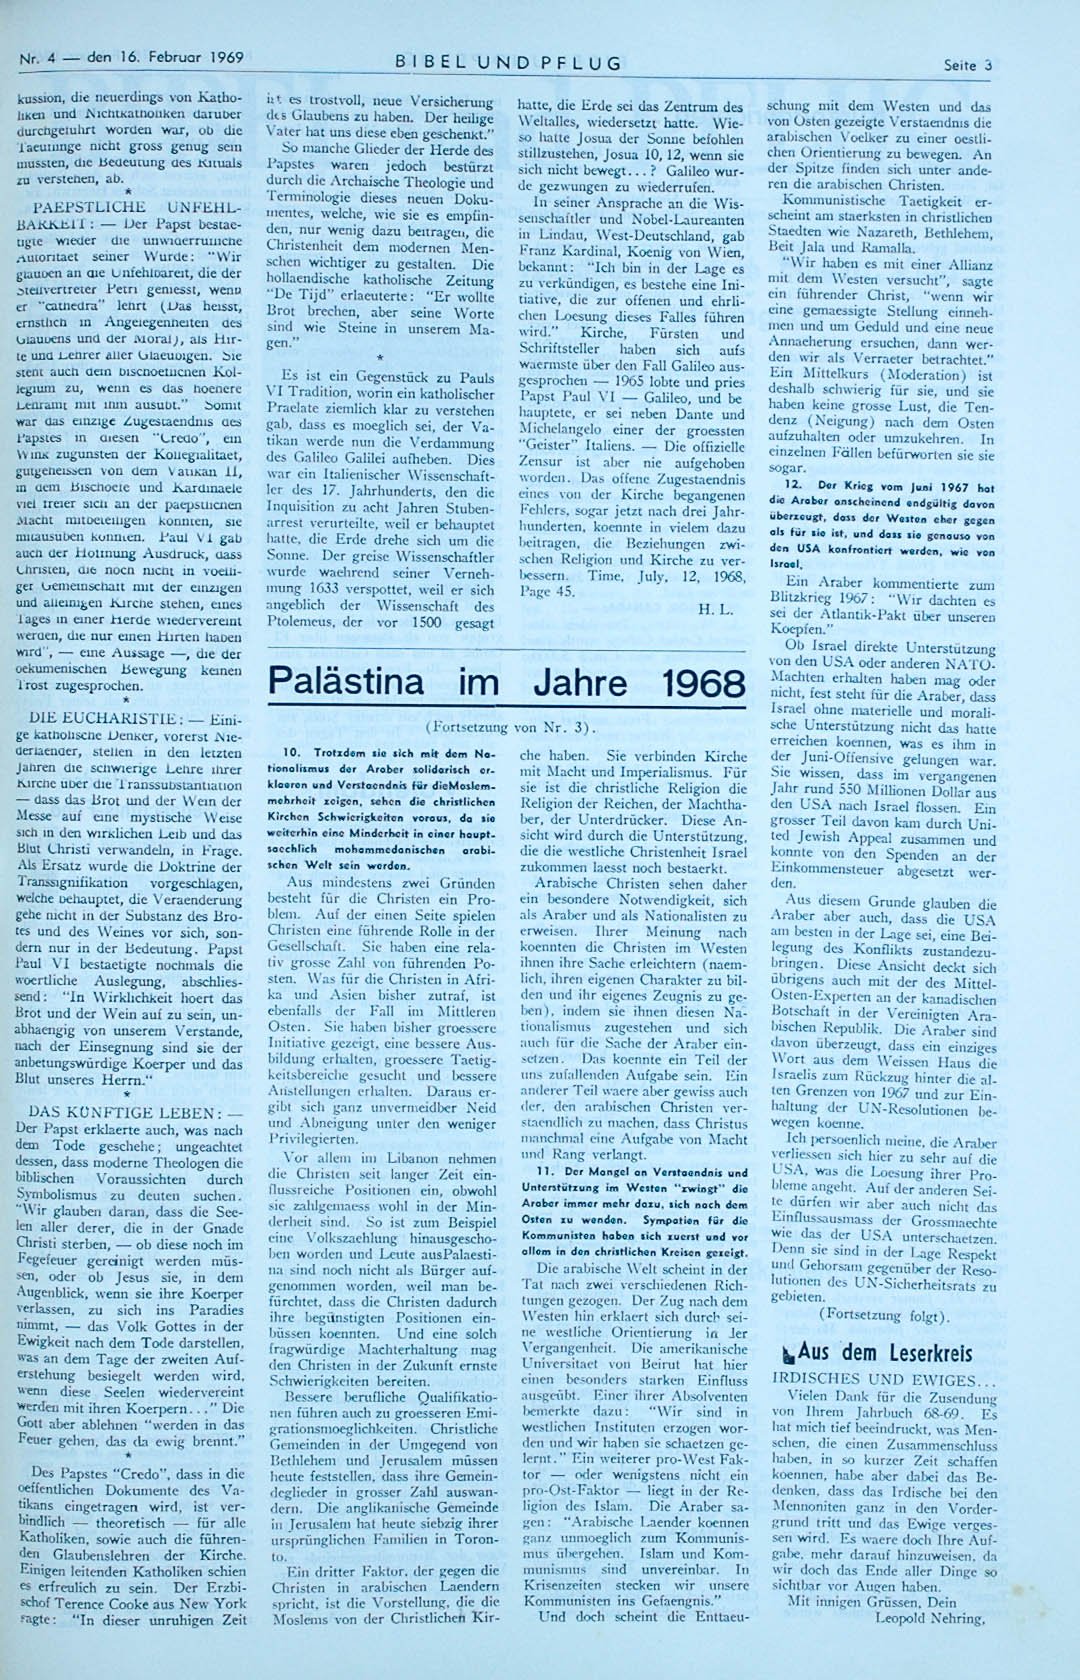 Nr. 4 — den 16. Februar 1969
BIBEL UND PFLUG
Seite 3
kussion, die neuerdings von Katho-
liken und Nichtkatholiken darüber
durchgeführt worden war, ob die
Taeuflinge nicht gross genug sein
müssten, die Bedeutung des Rituals
zu verstehen, ab.
*
PAEPSTLICHE UNFEHL-
BARKEIT: — Der Papst bestae-
tigte wieder die unwiderrufliche
Autoritaet seiner Würde: "Wir
glauben an die Unfehlbareit, die der
Stellvertreter Petri geniesst, wenn
er "cathedra" lehrt (Das heisst,
ernstlich in Angelegenheiten des
Glaubens und der Moral), als Hir-
te und Lehrer aller Glaeubigen. Sie
steht auch dem bischoeflichen Kol-
legium zu, wenn es das hoehere
Lehramt mit ihm ausübt." Somit
war das einzige Zugestaendnis des
Papstes in diesen "Credo", ein
Wink zugunsten der Kollegialitaet,
gutgeheissen von dem Vatikan II,
in dem Bischoefe und Kardinaele
viel freier sich an der paepstlichen
Macht mitbeteiligen konnten, sie
mitausüben konnten. Paul VI gab
auch der Hoffnung Ausdruck, dass
Christen, die noch nicht in voelli-
ger Gemeinschaft mit der einzigen
und alleinigen Kirche stehen, eines
Tages in einer Herde wiedervereint
werden, die nur einen Hirten haben
wird", — eine Aussage —, die der
oekumenischen Bewegung keinen
Trost zugesprochen.
*
DIE EUCHARISTIE: — Eini-
ge katholische Denker, vorerst Nie-
derlaender, stellen in den letzten
Jahren die schwierige Lehre ihrer
Kirche über die Transsubstantiation
— dass das Brot und der Wein der
Messe auf eine mystische Weise
sich in den wirklichen Leib und das
Blut Christi verwandeln, in Frage.
Als Ersatz wurde die Doktrine der
Transsignifikation vorgeschlagen,
welche behauptet, die Veraenderung
gehe nicht in der Substanz des Bro-
tes und des Weines vor sich, son-
dern nur in der Bedeutung. Papst
Paul VI bestaetigte nochmals die
woertliche Auslegung, abschlies-
send: "In Wirklichkeit hoert das
Brot und der Wein auf zu sein, un-
abhaengig von unserem Verstande,
nach der Einsegnung sind sie der
anbetungswürdige Koerper und das
Blut unseres Herrn."
*
DAS KÜNFTIGE LEBEN: —
Der Papst erklaerte auch, was nach
dem Tode geschehe; ungeachtet
dessen, dass moderne Theologen die
biblischen Voraussichten durch
Symbolismus zu deuten suchen.
"Wir glauben daran, dass die See-
len aller derer, die in der Gnade
Christi sterben, — ob diese noch im
Fegefeuer gereinigt werden müs-
sen, oder ob Jesus sie, in dem
Augenblick, wenn sie ihre Koerper
verlassen, zu sich ins Paradies
nimmt, — das Volk Gottes in der
Ewigkeit nach dem Tode darstellen,
was an dem Tage der zweiten Auf-
erstehung besiegelt werden wird,
wenn diese Seelen wiedervereint
werden mit ihren Koerpern..." Die
Gott aber ablehnen "werden in das
Feuer gehen, das da ewig brennt."
*
Des Papstes "Credo", dass in die
oeffentlichen Dokumente des Va-
tikans eingetragen wird, ist ver-
bindlich — theoretisch — für alle
Katholiken, sowie auch die führen-
den Glaubenslehren der Kirche.
Einigen leitenden Katholiken schien
es erfreulich zu sein. Der Erzbi-
schof Terence Cooke aus New York
sagte: "In dieser unruhigen Zeit
ist es trostvoll, neue Versicherung
des Glaubens zu haben. Der heilige
Vater hat uns diese eben geschenkt."
So manche Glieder der Herde des
Papstes waren jedoch bestürzt
durch die Archaische Theologie und
Terminologie dieses neuen Doku-
mentes, welche, wie sie es empfin-
den, nur wenig dazu beitragen, die
Christenheit dem modernen Men-
schen wichtiger zu gestalten. Die
hollaendische katholische Zeitung
"De Tijd" erlaeuterte: "Er wollte
Brot brechen, aber seine Worte
sind wie Steine in unserem Ma-
gen."
*
Es ist ein Gegenstück zu Pauls
VI Tradition, worin ein katholischer
Praelate ziemlich klar zu verstehen
gab, dass es moeglich sei, der Va-
tikan werde nun die Verdammung
des Galileo Galilei aufheben. Dies
war ein Italienischer Wissenschaft-
ler des 17. Jahrhunderts, den die
Inquisition zu acht Jahren Stuben-
arrest verurteilte, weil er behauptet
hatte, die Erde drehe sich um die
Sonne. Der greise Wissenschaftler
wurde waehrend seiner Verneh-
mung 1633 verspottet, weil er sich
angeblich der Wissenschaft des
Ptolemeus, der vor 1500 gesagt
hatte, die Erde sei das Zentrum des
Weltalles, wiedersetzt hatte. Wie-
so hatte Josua der Sonne befohlen
stillzustehen, Josua 10, 12, wenn sie
sich nicht bewegt...? Galileo wur-
de gezwungen zu wiederrufen.
In seiner Ansprache an die Wis-
senschaftler und Nobel-Laureanten
in Lindau, West-Deutschland, gab
Franz Kardinal, Koenig von Wien,
bekannt: "Ich bin in der Lage es
zu verkündigen, es bestehe eine Ini-
tiative, die zur offenen und ehrli-
chen Loesung dieses Falles führen
wird." Kirche, Fürsten und
Schriftsteller haben sich aufs
waermste über den Fall Galileo aus-
gesprochen — 1965 lobte und pries
Papst Paul VI — Galileo, und be
hauptete, er sei neben Dante und
Michelangelo einer der groessten
"Geister" Italiens. — Die offizielle
Zensur ist aber nie aufgehoben
worden. Das offene Zugestaendnis
eines von der Kirche begangenen
Fehlers, sogar jetzt nach drei Jahr-
hunderten, koennte in vielem dazu
beitragen, die Beziehungen zwi-
schen Religion und Kirche zu ver-
bessern. Time, July, 12, 1968,
Page 45.
H. L.
Palästina im Jahre 1968
(Fortsetzung von Nr. 3).
10. Trotzdem sie sich mit dem Na-
tionalismus der Araber solidarisch er-
klaeren und Verstaendnis für dieMoslem-
mehrheit zeigen, sehen die christlichen
Kirchen Schwierigkeiten voraus, da sie
weiterhin eine Minderheit in einer haupt-
saechlich mohammedanischen arabi-
schen Welt sein werden.
Aus mindestens zwei Gründen
besteht für die Christen ein Pro-
blem. Auf der einen Seite spielen
Christen eine führende Rolle in der
Gesellschaft. Sie haben eine rela-
tiv grosse Zahl von führenden Po-
sten. Was für die Christen in Afri-
ka und Asien bisher zutraf, ist
ebenfalls der Fall im Mittleren
Osten. Sie haben bisher groessere
Initiative gezeigt, eine bessere Aus-
bildung erhalten, groessere Taetig-
keitsbereiche gesucht und bessere
Anstellungen erhalten. Daraus er-
gibt sich ganz unvermeidber Neid
und Abneigung unter den weniger
Privilegierten.
Vor allem im Libanon nehmen
die Christen seit langer Zeit ein-
flussreiche Positionen ein, obwohl
sie zahlgemaess wohl in der Min-
derheit sind. So ist zum Beispiel
eine Volkszaehlung hinausgescho-
ben worden und Leute ausPalaesti-
na sind noch nicht als Bürger auf-
genommen worden, weil man be-
fürchtet, dass die Christen dadurch
ihre begünstigten Positionen ein-
büssen koennten. Und eine solch
fragwürdige Machterhaltung mag
den Christen in der Zukunft ernste
Schwierigkeiten bereiten.
Bessere berufliche Qualifikatio-
nen führen auch zu groesseren Emi-
grationsmoeglichkeiten. Christliche
Gemeinden in der Umgegend von
Bethlehem und Jerusalem müssen
heute feststellen, dass ihre Gemein-
deglieder in grosser Zahl auswan-
dern. Die anglikanische Gemeinde
in Jerusalem hat heute siebzig ihrer
ursprünglichen Familien in Toron-
to.
Ein dritter Faktor, der gegen die
Christen in arabischen Laendern
spricht, ist die Vorstellung, die die
Moslems von der Christlichen Kir-
che haben. Sie verbinden Kirche
mit Macht und Imperialismus. Für
sie ist die christliche Religion die
Religion der Reichen, der Machtha-
ber, der Unterdrücker. Diese An-
sicht wird durch die Unterstützung,
die die westliche Christenheit Israel
zukommen laesst noch bestaerkt.
Arabische Christen sehen daher
ein besondere Notwendigkeit, sich
als Araber und als Nationalisten zu
erweisen. Ihrer Meinung nach
koennten die Christen im Westen
ihnen ihre Sache erleichtern (naem-
lich, ihren eigenen Charakter zu bil-
den und ihr eigenes Zeugnis zu ge-
ben), indem sie ihnen diesen Na-
tionalismus zugestehen und sich
auch für die Sache der Araber ein-
setzen. Das koennte ein Teil der
uns zufallenden Aufgabe sein. Ein
anderer Teil waere aber gewiss auch
der, den arabischen Christen ver-
staendlich zu machen, dass Christus
manchmal eine Aufgabe von Macht
und Rang verlangt.
11. Der Mangel an Verstaendnis und
Unterstützung im Westen "zwingt" die
Araber immer mehr dazu, sich nach dem
Osten zu wenden. Sympatien für die
Kommunisten haben sich zuerst und vor
allem in den christlichen Kreisen gezeigt.
Die arabische Welt scheint in der
Tat nach zwei verschiedenen Rich-
tungen gezogen. Der Zug nach dem
Westen hin erklaert sich durch sei-
ne westliche Orientierung in der
Vergangenheit. Die amerikanische
Universitaet von Beirut hat hier
einen besonders starken Einfluss
ausgeübt. Einer ihrer Absolventen
bemerkte dazu: "Wir sind in
westlichen Instituten erzogen wor-
den und wir haben sie schaetzen ge-
lernt." Ein weiterer pro-West Fak-
tor — oder wenigstens nicht ein
pro-Ost-Faktor — liegt in der Re-
ligion des Islam. Die Araber sa-
gen: "Arabische Laender koennen
ganz unmoeglich zum Kommunis-
mus übergehen. Islam und Kom-
munismus sind unvereinbar. In
Krisenzeiten stecken wir unsere
Kommunisten ins Gefaengnis."
Und doch scheint die Enttaeu-
schung mit dem Westen und das
von Osten gezeigte Verstaendnis die
arabischen Voelker zu einer oestli-
chen Orientierung zu bewegen. An
der Spitze finden sich unter ande-
ren die arabischen Christen.
Kommunistische Taetigkeit er-
scheint am staerksten in christlichen
Staedten wie Nazareth, Bethlehem,
Beit Jala und Ramalla.
"Wir haben es mit einer Allianz
mit dem Westen versucht", sagte
ein führender Christ, "wenn wir
eine gemaessigte Stellung einneh-
men und um Geduld und eine neue
Annaeherung ersuchen, dann wer-
den wir als Verraeter betrachtet."
Ein Mittelkurs (Moderation) ist
deshalb schwierig für sie, und sie
haben keine grosse Lust, die Ten-
denz (Neigung) nach dem Osten
aufzuhalten oder umzukehren. In
einzelnen Fällen befürworten sie sie
sogar.
12. Der Krieg vom Juni 1967 hat
die Araber anscheinend endgültig davon
überzeugt, dass der Westen eher gegen
als für sie ist, und dass sie genauso von
den USA konfrontiert werden, wie von
Israel.
Ein Araber kommentierte zum
Blitzkrieg 1967: "Wir dachten es
sei der Atlantik-Pakt über unseren
Koepfen."
Ob Israel direkte Unterstützung
von den USA oder anderen NATO-
Machten erhalten haben mag oder
nicht, fest steht für die Araber, dass
Israel ohne materielle und morali-
sche Unterstützung nicht das hatte
erreichen koennen, was es ihm in
der Juni-Offensive gelungen war.
Sie wissen, dass im vergangenen
Jahr rund 550 Millionen Dollar aus
den USA nach Israel flossen. Ein
grosser Teil davon kam durch Uni-
ted Jewish Appeal zusammen und
konnte von den Spenden an der
Einkommensteuer abgesetzt wer-
den.
Aus diesem Grunde glauben die
Araber aber auch, dass die USA
am besten in der Lage sei, eine Bei-
legung des Konflikts zustandezu-
bringen. Diese Ansicht deckt sich
übrigens auch mit der des Mittel-
Osten-Experten an der kanadischen
Botschaft in der Vereinigten Ara-
bischen Republik. Die Araber sind
davon überzeugt, dass ein einziges
Wort aus dem Weissen Haus die
Israelis zum Rückzug hinter die al-
ten Grenzen von 1967 und zur Ein-
haltung der UN-Resolutionen be-
wegen koenne.
Ich persoenlich meine, die Araber
verliessen sich hier zu sehr auf die
USA, was die Loesung ihrer Pro-
bleme angeht. Auf der anderen Sei-
te dürfen wir aber auch nicht das
Einflussausmass der Grossmaechte
wie das der USA unterschaetzen.
Denn sie sind in der Lage Respekt
und Gehorsam gegenüber der Reso-
lutionen des UN-Sicherheitsrats zu
gebieten.
(Fortsetzung folgt).
Aus dem Leserkreis
IRDISCHES UND EWIGES...
Vielen Dank für die Zusendung
von Ihrem Jahrbuch 68-69. Es
hat mich tief beeindruckt, was Men-
schen, die einen Zusammenschluss
haben, in so kurzer Zeit schaffen
koennen, habe aber dabei das Be-
denken, dass das Irdische bei den
Mennoniten ganz in den Vorder-
grund tritt und das Ewige verges-
sen wird. Es waere doch Ihre Auf-
gabe, mehr darauf hinzuweisen, da
wir doch das Ende aller Dinge so
sichtbar vor Augen haben.
Mit innigen Grüssen, Dein
Leopold Nehring,